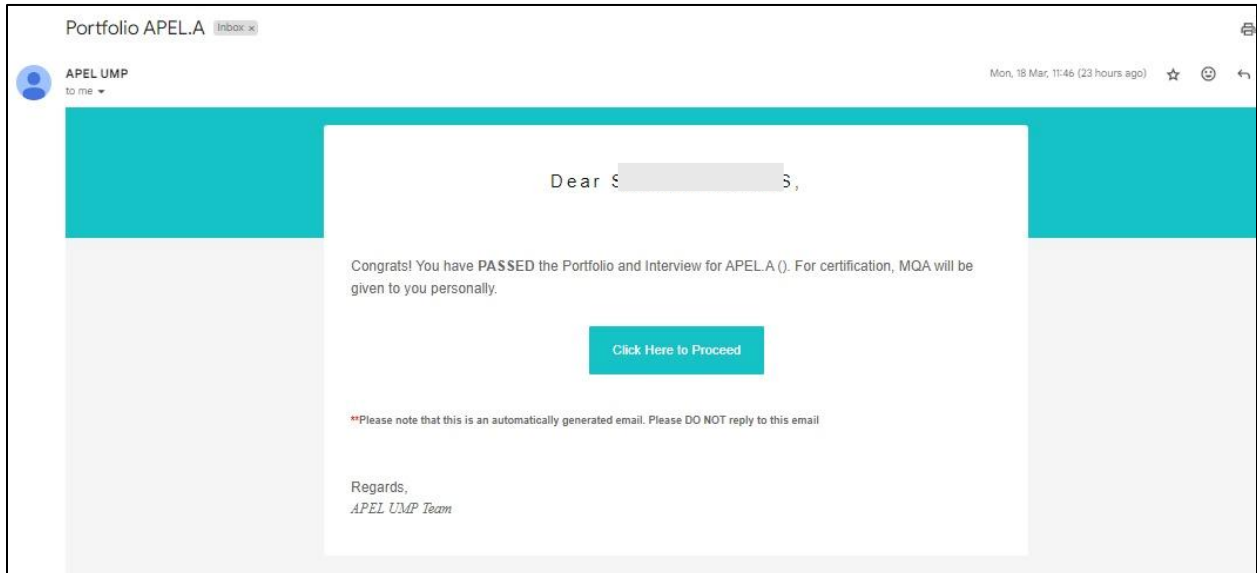 Portfolio APEL.A Inbox x
APEL UMP
Mon, 18 Mar, 11:46 (23 hours ago)
to me
Dear S S,
Congrats! You have PASSED the Portfolio and Interview for APEL.A (). For certification, MQA will be
given to you personally.
Click Here to Proceed
**Please note that this is an automatically generated email. Please DO NOT reply to this email
Regards,
APEL UMP Team